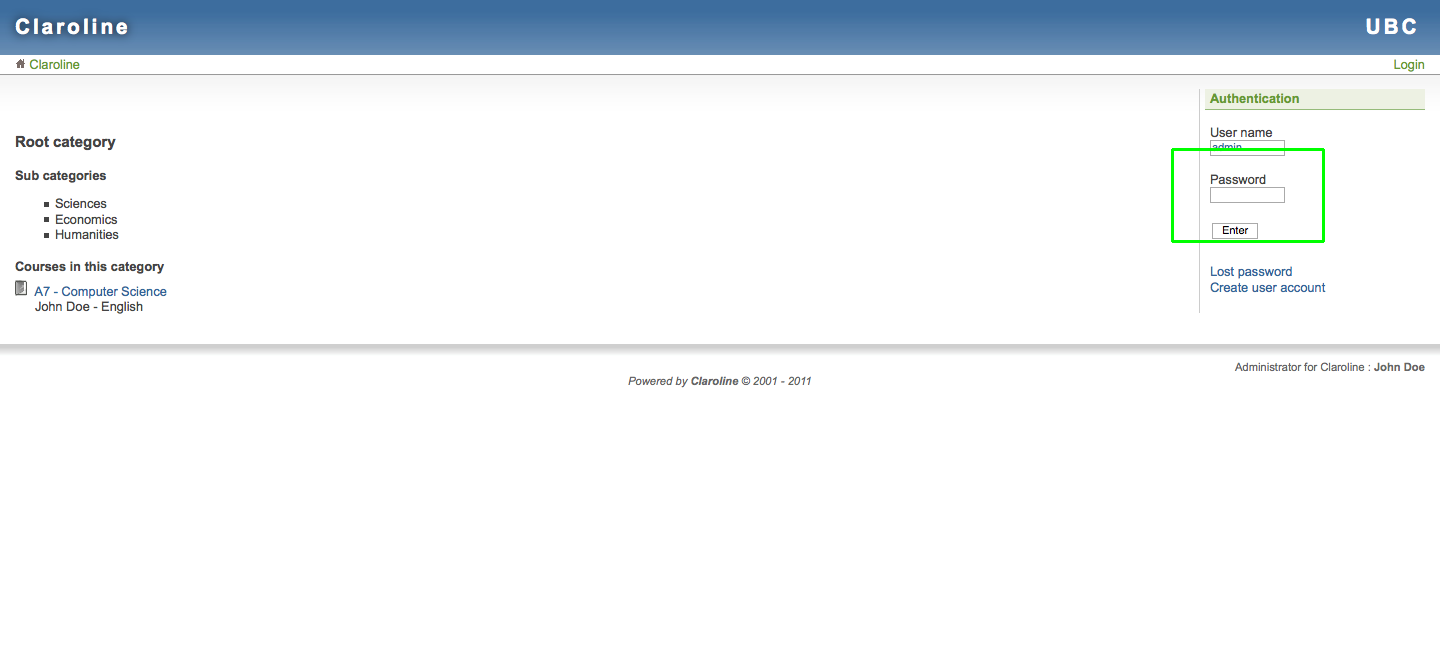 Claroline
UBC
Claroline
Login
Root category
Sub categories
Sciences
Economics
Humanities
Courses in this category
A7 - Computer Science
John Doe - English
Authentication
User name
admin
Password
Enter
Lost password
Create user account
Administrator for Claroline : John Doe
Powered by Claroline © 2001 - 2011